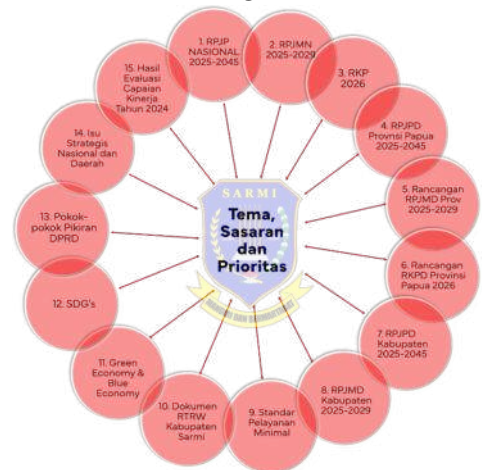 1. RPJP
NASIONAL
2025-2045
2. RPJMN
2025-2029
3. RKP
2026
4. RPJPD
Provnsi Papua
2025-2045
5. Rancangan
RPJMD Prov
2025-2029
6. Rancangan
RKPD Provinsi
Papua 2026
7. RPJPD
Kabupaten
2025-2045
8. RPJMD
Kabupaten
2025-2029
9. Standar
Pelayanan
Minimal
10. Dokumen
RTRW
Kabupaten
Sarmi
11. Green
Economy &
Blue
Economy
12. SDG's
13. Pokok-
pokok Pikiran
DPRD
14. Isu
Strategis
Nasional dan
Daerah
15. Hasil
Evaluasi
Capaian
Kinerja
Tahun 2024
SARMI
Tema,
Sasaran
dan
Prioritas